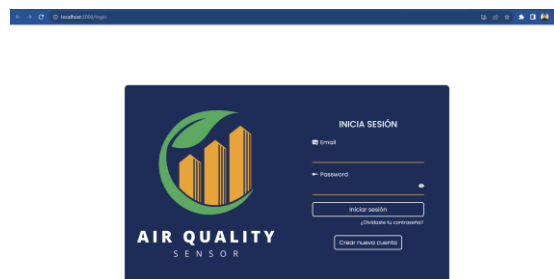 localhost:3000/login
INICIA SESIÓN
Email
Password
Iniciar sesión
¿Olvidaste tu contraseña?
Crear nueva cuenta
AIR QUALITY
SENSOR